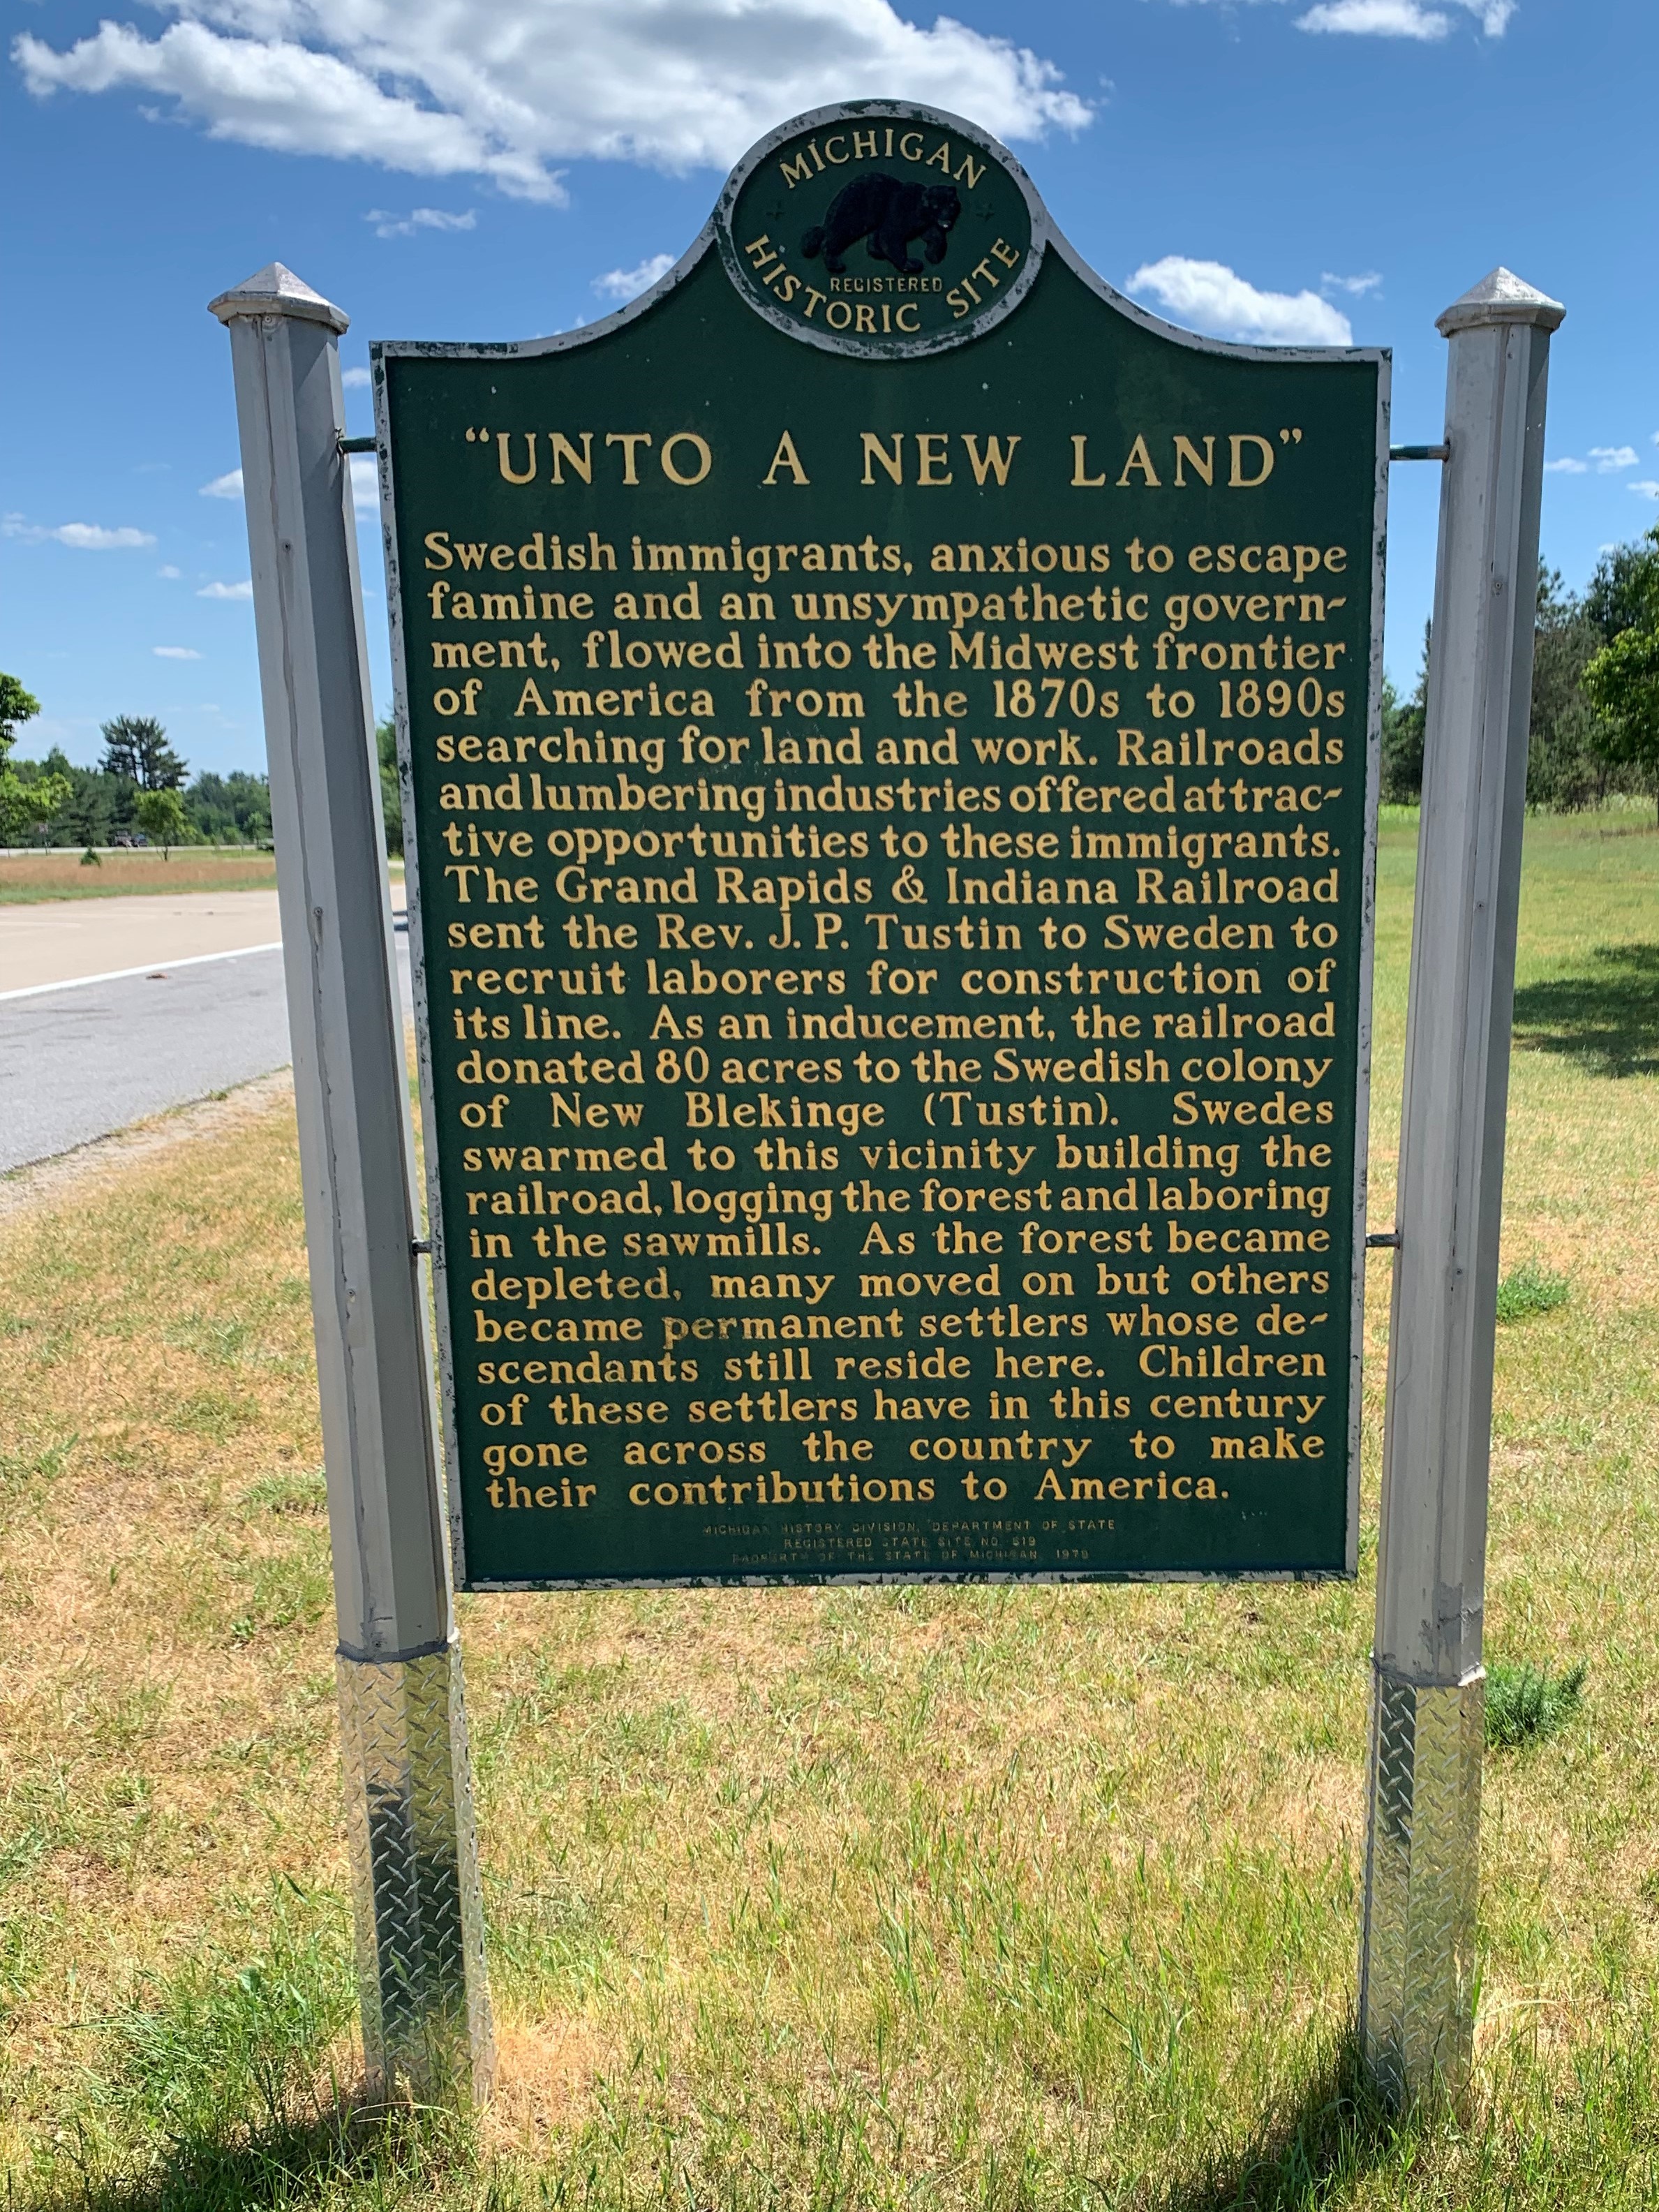 MICHIGAN
REGISTERED
HISTORIC SITE
“UNTO A NEW LAND”
Swedish immigrants, anxious to escape
famine and an unsympathetic govern-
ment, flowed into the Midwest frontier
of America from the 1870s to 1890s
searching for land and work. Railroads
and lumbering industries offered attrac-
tive opportunities to these immigrants.
The Grand Rapids & Indiana Railroad
sent the Rev. J. P. Tustin to Sweden to
recruit laborers for construction of
its line. As an inducement, the railroad
donated 80 acres to the Swedish colony
of New Blekinge (Tustin). Swedes
swarmed to this vicinity building the
railroad, logging the forest and laboring
in the sawmills. As the forest became
depleted, many moved on but others
became permanent settlers whose de-
scendants still reside here. Children
of these settlers have in this century
gone across the country to make
their contributions to America.
MICHIGAN HISTORY DIVISION, DEPARTMENT OF STATE
REGISTERED STATE SITE NO. 619
PROPERTY OF THE STATE OF MICHIGAN, 1979